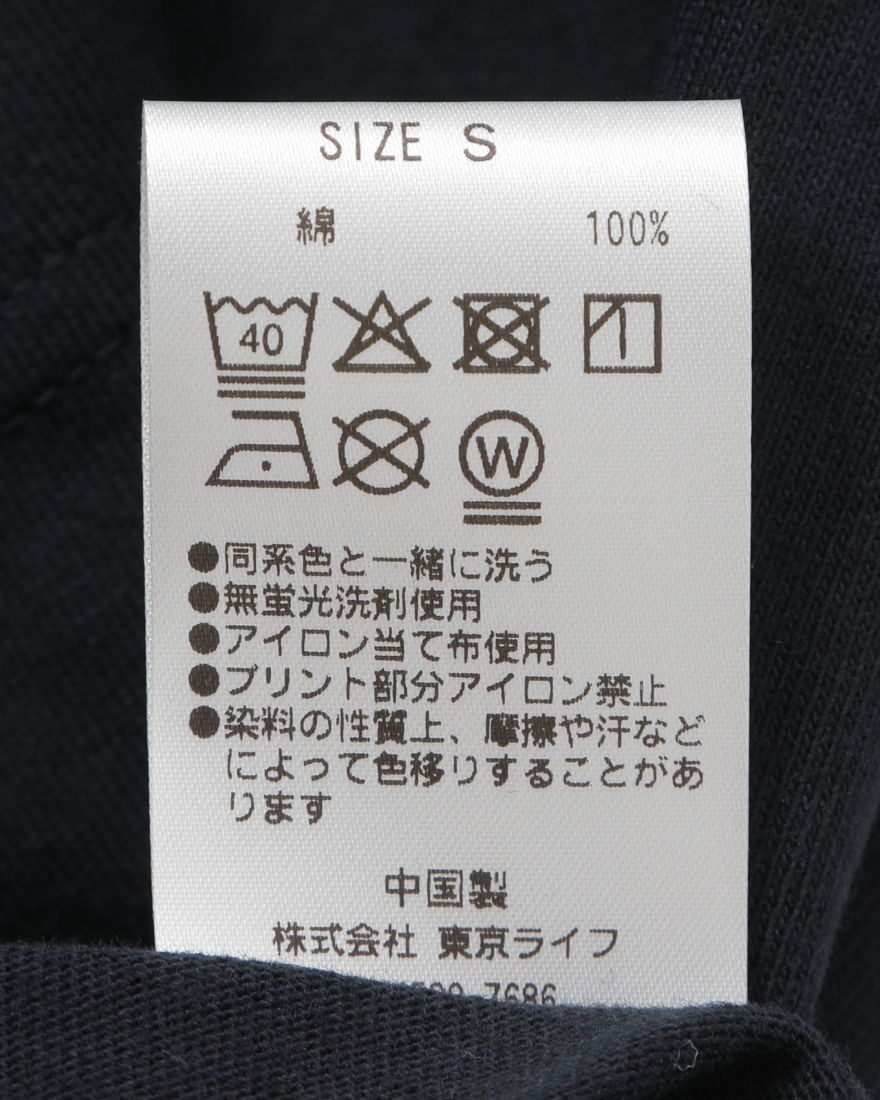 SIZE S
綿 100%
40
W
●同系色と一緒に洗う
●無蛍光洗剤使用
●アイロン当て布使用
●プリント部分アイロン禁止
●染料の性質上、摩擦や汗など
によって色移りすることがあ
ります
中国製
株式会社 東京ライフ
7686